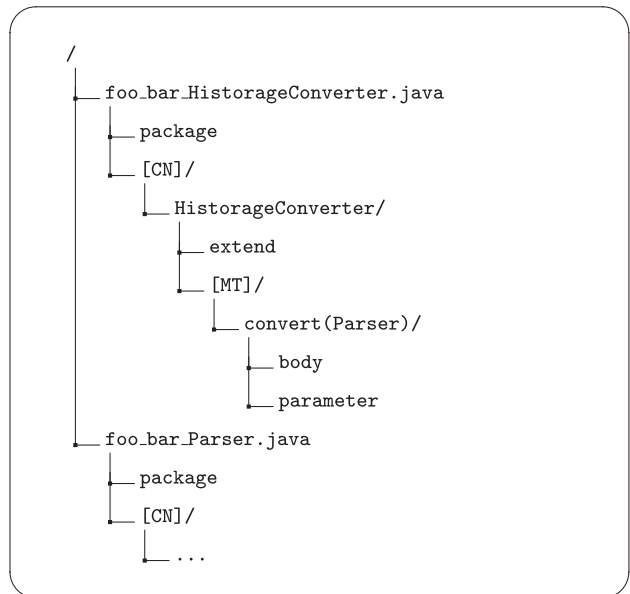 /
foo_bar_HistorageConverter.java
package
[CN]/
HistorageConverter/
extend
[MT]/
convert(Parser)/
body
parameter
foo_bar_Parser.java
package
[CN]/
...